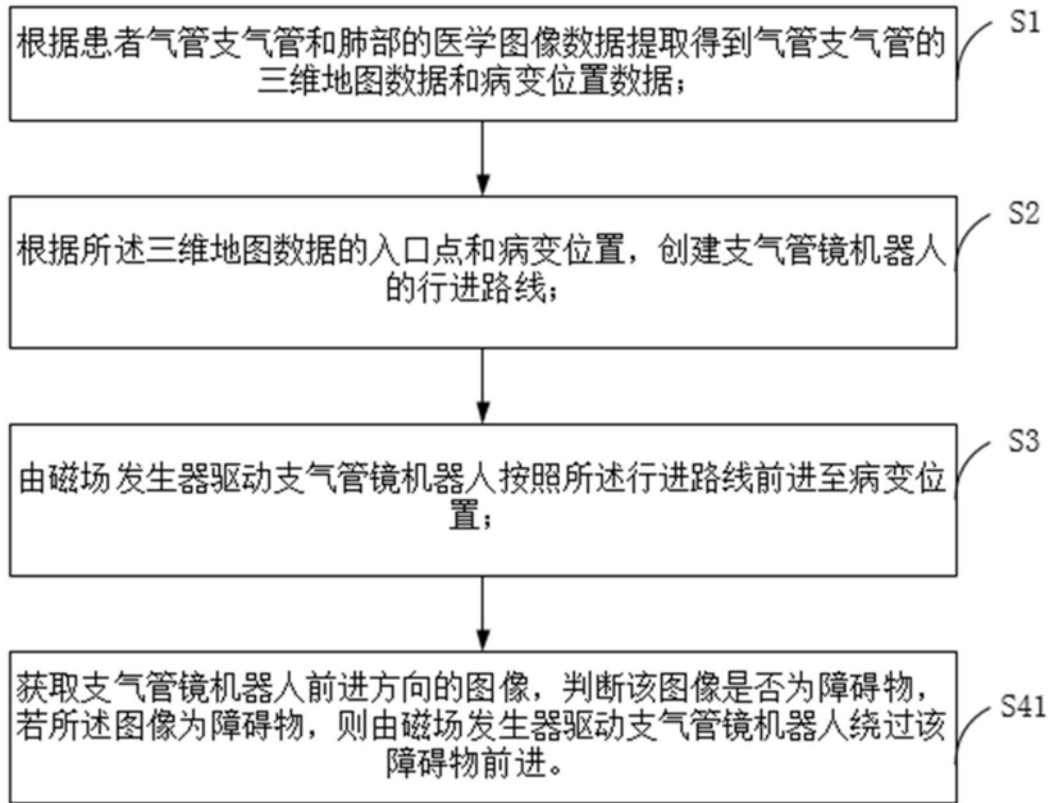 根据患者气管支气管和肺部的医学图像数据提取得到气管支气管的
三维地图数据和病变位置数据；
S1
根据所述三维地图数据的入口点和病变位置，创建支气管镜机器人
的行进路线；
S2
由磁场发生器驱动支气管镜机器人按照所述行进路线前进至病变位
置；
S3
获取支气管镜机器人前进方向的图像，判断该图像是否为障碍物，
若所述图像为障碍物，则由磁场发生器驱动支气管镜机器人绕过该
障碍物前进。
S41